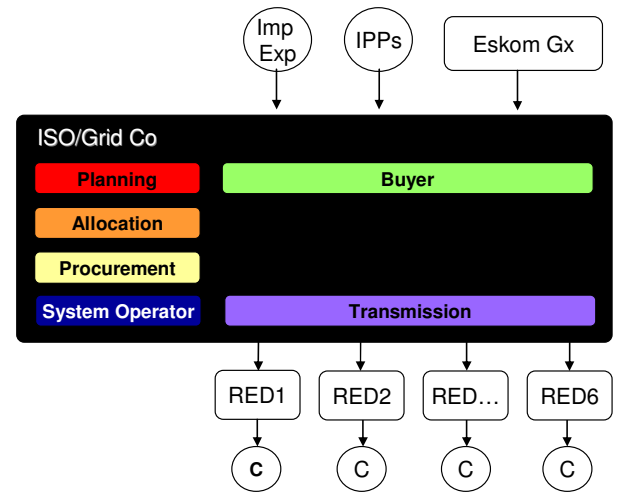 Imp
Exp
IPPs
Eskom Gx
ISO/Grid Co
Planning
Buyer
Allocation
Procurement
System Operator
Transmission
RED1
RED2
RED…
RED6
C
C
C
C